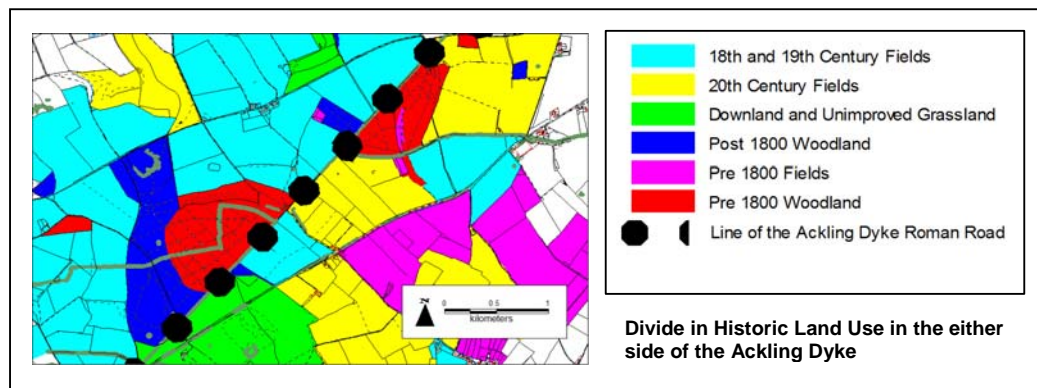 18th and 19th Century Fields
20th Century Fields
Downland and Unimproved Grassland
Post 1800 Woodland
Pre 1800 Fields
Pre 1800 Woodland
Line of the Ackling Dyke Roman Road
N
0 0.5 1
kilometers
Divide in Historic Land Use in the either
side of the Ackling Dyke